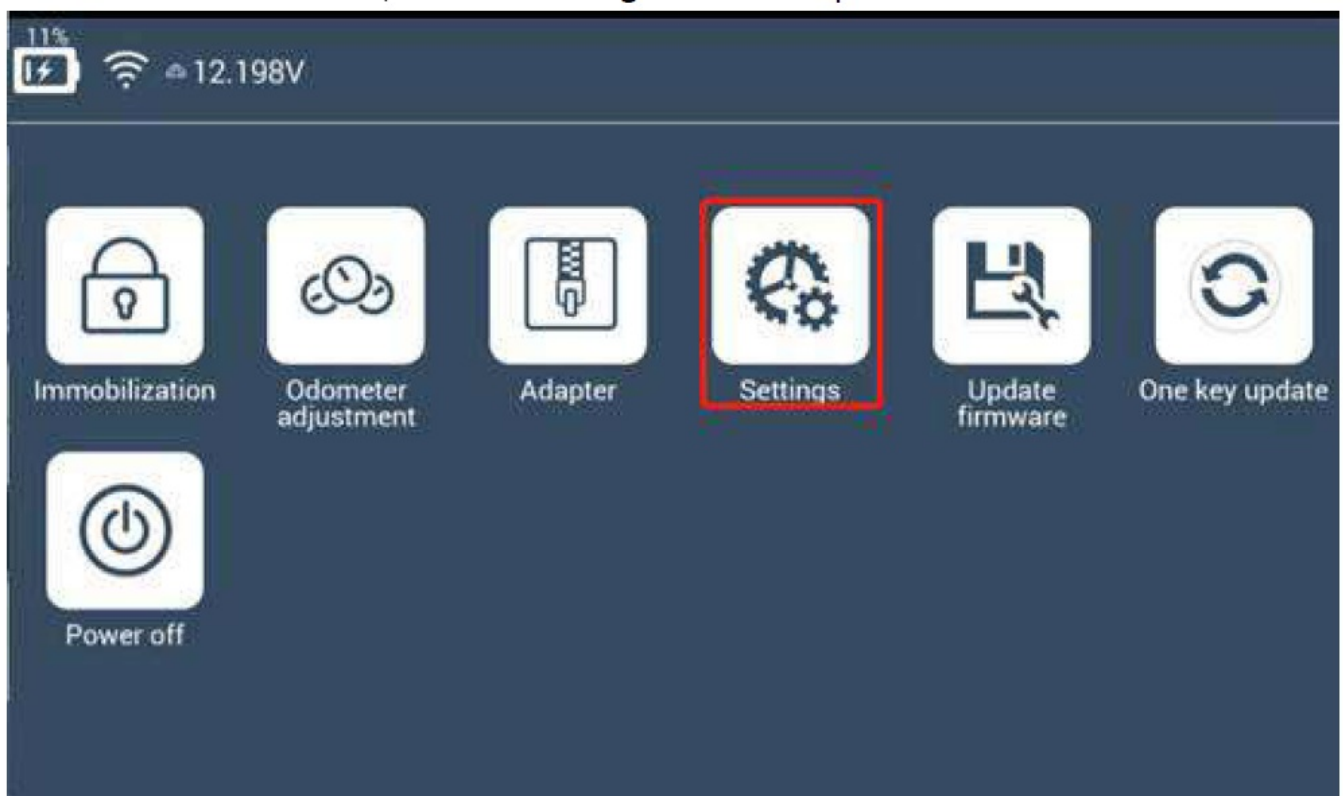 11%
12.198V
Immobilization
Odometer
adjustment
Adapter
Settings
Update
firmware
One key update
Power off